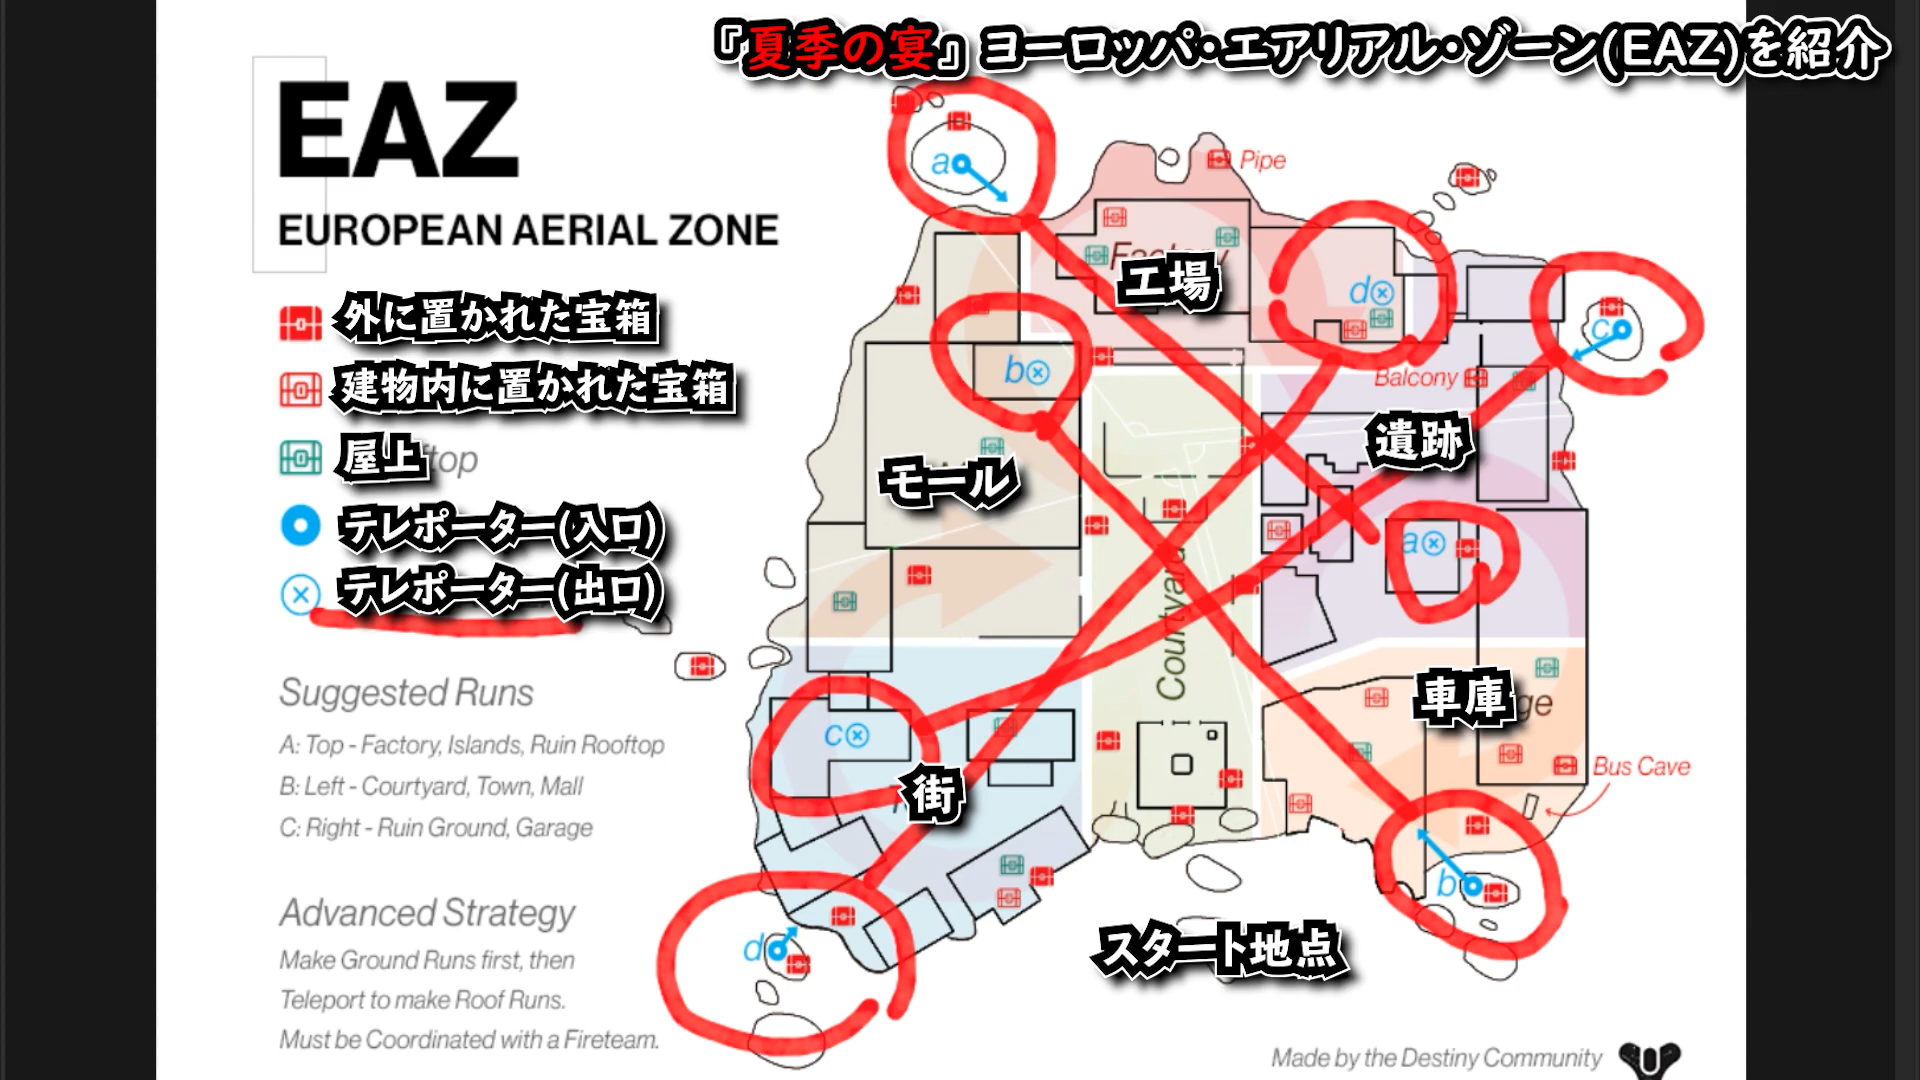 『夏季の宴』ヨーロッパ・エアリアル・ゾーン(EAZ)を紹介
EAZ
EUROPEAN AERIAL ZONE
外に置かれた宝箱
建物内に置かれた宝箱
屋上
top
テレポーター(入口)
テレポーター(出口)
Suggested Runs
A: Top - Factory, Islands, Ruin Rooftop
B: Left - Courtyard, Town, Mall
C: Right - Ruin Ground, Garage
Advanced Strategy
Make Ground Runs first, then
Teleport to make Roof Runs.
Must be Coordinated with a Fireteam.
a
Pipe
Factory
工場
d
c
b
Balcony
遺跡
モール
a
Courtyard
車庫
ge
c
街
Bus Cave
b
d
スタート地点
Made by the Destiny Community